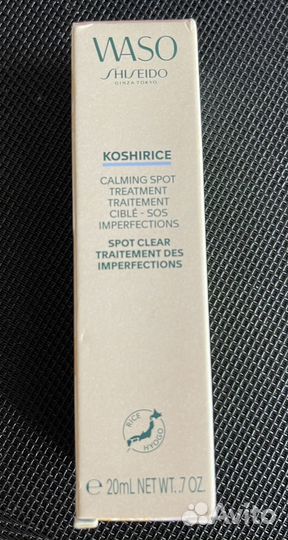 WASO
SHISEIDO
GINZA TOKYO
KOSHIRICE
CALMING SPOT
TREATMENT
TRAITEMENT
CIBLÉ - SOS
IMPERFECTIONS
SPOT CLEAR
TRAITEMENT DES
IMPERFECTIONS
RICE
HYOGO
℮ 20mL NET WT. .7 OZ.
Avito